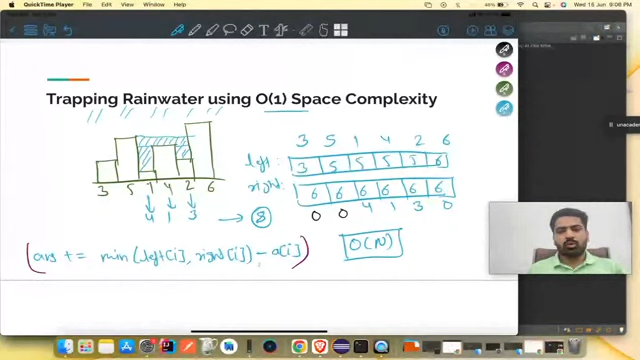 QuickTime Player File Edit View Window Help
46% Wed 18 Jun 9:06 PM
Trapping Rainwater using O(1) Space Complexity
3 5 1 4 2 6
left: 3 5 5 5 5 6
right: 6 6 6 6 6 6
0 0 4 1 3 0
3 5 1 4 2 6
4 1 3 → 8
(ans += min(left[i], right[i]) - a[i])
O(N)
unacademy